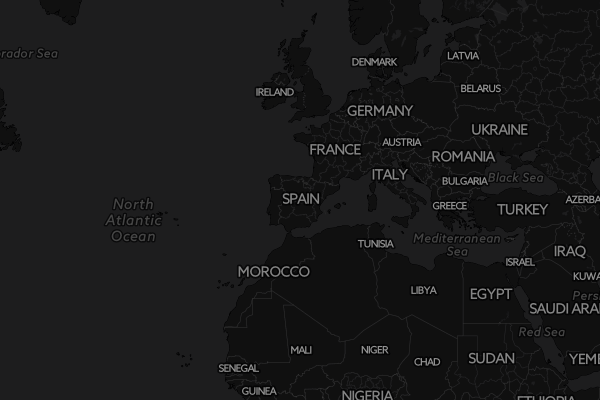 rador Sea
DENMARK
LATVIA
IRELAND
BELARUS
GERMANY
UKRAINE
FRANCE
AUSTRIA
ROMANIA
ITALY
BULGARIA
Black Sea
SPAIN
GREECE
TURKEY
AZERBA
North
Atlantic
Ocean
TUNISIA
Mediterranean
Sea
IRAQ
ISRAEL
MOROCCO
KUWA
LIBYA
EGYPT
Persi
SAUDI ARAI
Red Sea
MALI
NIGER
CHAD
SUDAN
YEME
SENEGAL
GUINEA
NIGERIA
ETHIOPIA